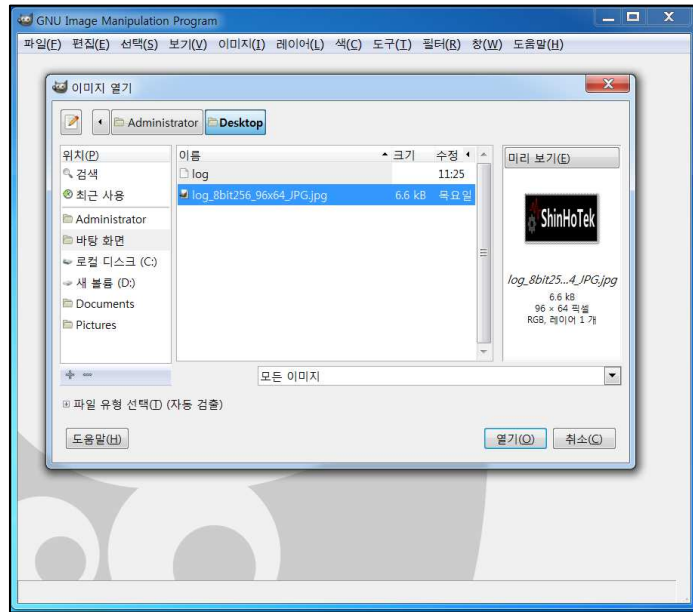 GNU Image Manipulation Program
파일(F) 편집(E) 선택(S) 보기(V) 이미지(I) 레이어(L) 색(C) 도구(T) 필터(R) 창(W) 도움말(H)
이미지 열기
Administrator Desktop
위치(P)
검색
최근 사용
Administrator
바탕 화면
로컬 디스크 (C:)
새 볼륨 (D:)
Documents
Pictures
이름 크기 수정
log 11:25
log_8bit256_96x64_JPG.jpg 6.6 kB 목요일
미리 보기(E)
ShinHoTek
log_8bit25...4_JPG.jpg
6.6 kB
96 × 64 픽셀
RGB, 레이어 1 개
모든 이미지
파일 유형 선택(T) (자동 검출)
도움말(H) 열기(O) 취소(C)